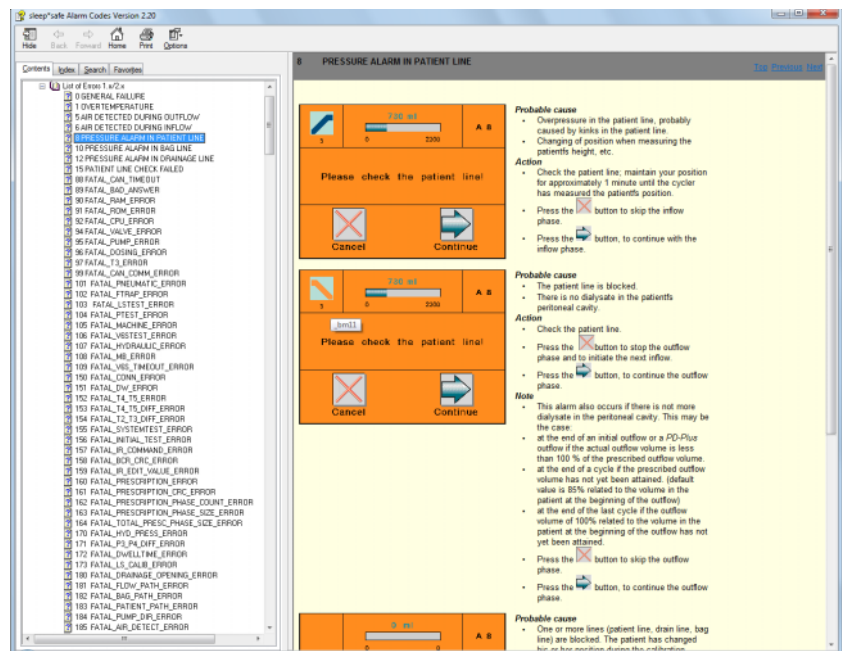 sleep*safe Alarm Codes Version 2.20
Hide Back Forward Home Print Options
Contents Index Search Favorites
List of Errors 1.x/2.x
0 GENERAL FAILURE
1 OVERTEMPERATURE
5 AIR DETECTED DURING OUTFLOW
6 AIR DETECTED DURING INFLOW
8 PRESSURE ALARM IN PATIENT LINE
10 PRESSURE ALARM IN BAG LINE
12 PRESSURE ALARM IN DRAINAGE LINE
15 PATIENT LINE CHECK FAILED
88 FATAL_CAN_TIMEOUT
89 FATAL_BAD_ANSWER
90 FATAL_RAM_ERROR
91 FATAL_ROM_ERROR
92 FATAL_CPU_ERROR
94 FATAL_VALVE_ERROR
95 FATAL_PUMP_ERROR
96 FATAL_DOSING_ERROR
97 FATAL_T3_ERROR
99 FATAL_CAN_COMM_ERROR
101 FATAL_PNEUMATIC_ERROR
102 FATAL_FTRAP_ERROR
103 FATAL_LSTEST_ERROR
104 FATAL_PTEST_ERROR
105 FATAL_MACHINE_ERROR
106 FATAL_V6STEST_ERROR
107 FATAL_HYDRAULIC_ERROR
108 FATAL_MB_ERROR
109 FATAL_V6S_TIMEOUT_ERROR
150 FATAL_CONN_ERROR
151 FATAL_DW_ERROR
152 FATAL_T4_T5_ERROR
153 FATAL_T4_T5_DIFF_ERROR
154 FATAL_T2_T3_DIFF_ERROR
155 FATAL_SYSTEMTEST_ERROR
156 FATAL_INITIAL_TEST_ERROR
157 FATAL_IR_COMMAND_ERROR
158 FATAL_BCR_CRC_ERROR
159 FATAL_IR_EDIT_VALUE_ERROR
160 FATAL_PRESCRIPTION_ERROR
161 FATAL_PRESCRIPTION_CRC_ERROR
162 FATAL_PRESCRIPTION_PHASE_COUNT_ERROR
163 FATAL_PRESCRIPTION_PHASE_SIZE_ERROR
164 FATAL_TOTAL_PRESC_PHASE_SIZE_ERROR
170 FATAL_HYD_PRESS_ERROR
171 FATAL_P3_P4_DIFF_ERROR
172 FATAL_DWELLTIME_ERROR
173 FATAL_LS_CALIB_ERROR
180 FATAL_DRAINAGE_OPENING_ERROR
181 FATAL_FLOW_PATH_ERROR
182 FATAL_BAG_PATH_ERROR
183 FATAL_PATIENT_PATH_ERROR
184 FATAL_PUMP_DIR_ERROR
185 FATAL_AIR_DETECT_ERROR
8 PRESSURE ALARM IN PATIENT LINE
Top Previous Next
730 ml
A 8
3 0 2200
Please check the patient line!
Cancel Continue
Probable cause
• Overpressure in the patient line, probably
caused by kinks in the patient line.
• Changing of position when measuring the
patientfs height, etc.
Action
• Check the patient line; maintain your position
for approximately 1 minute until the cycler
has measured the patientfs position.
• Press the button to skip the inflow
phase.
• Press the button, to continue with the
inflow phase.
730 ml
A 8
3 0 2200
_bm11
Please check the patient line!
Cancel Continue
Probable cause
• The patient line is blocked.
• There is no dialysate in the patientfs
peritoneal cavity.
Action
• Check the patient line.
• Press the button to stop the outflow
phase and to initiate the next inflow.
• Press the button, to continue the outflow
phase.
Note
• This alarm also occurs if there is not more
dialysate in the peritoneal cavity. This may be
the case:
• at the end of an initial outflow or a PD-Plus
outflow if the actual outflow volume is less
than 100 % of the prescribed outflow volume.
• at the end of a cycle if the prescribed outflow
volume has not yet been attained. (default
value is 85% related to the volume in the
patient at the beginning of the outflow)
• at the end of the last cycle if the outflow
volume of 100% related to the volume in the
patient at the beginning of the outflow has not
yet been attained.
• Press the button to skip the outflow
phase.
• Press the button, to continue the outflow
phase.
0 ml
A 8
0 0
Probable cause
• One or more lines (patient line, drain line, bag
line) are blocked. The patient has changed
his or her position during the calibration